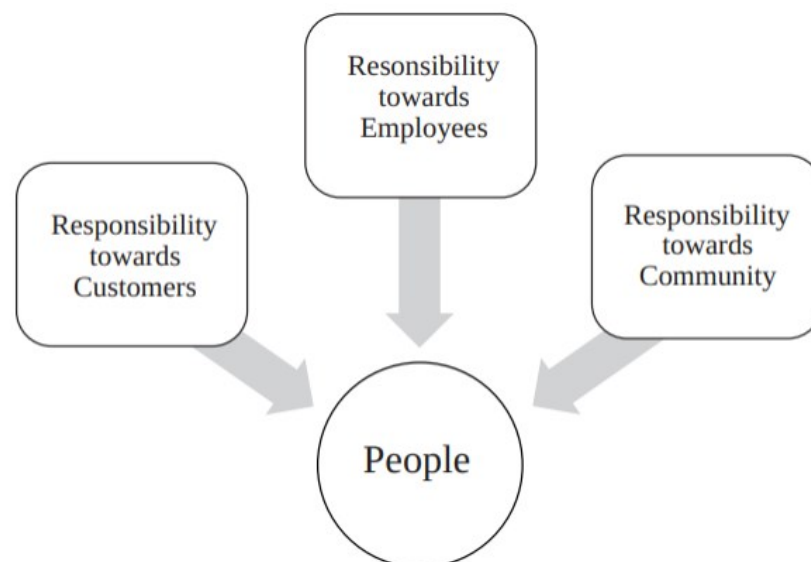 Resonsibility
towards
Employees
Responsibility
towards
Customers
Responsibility
towards
Community
People